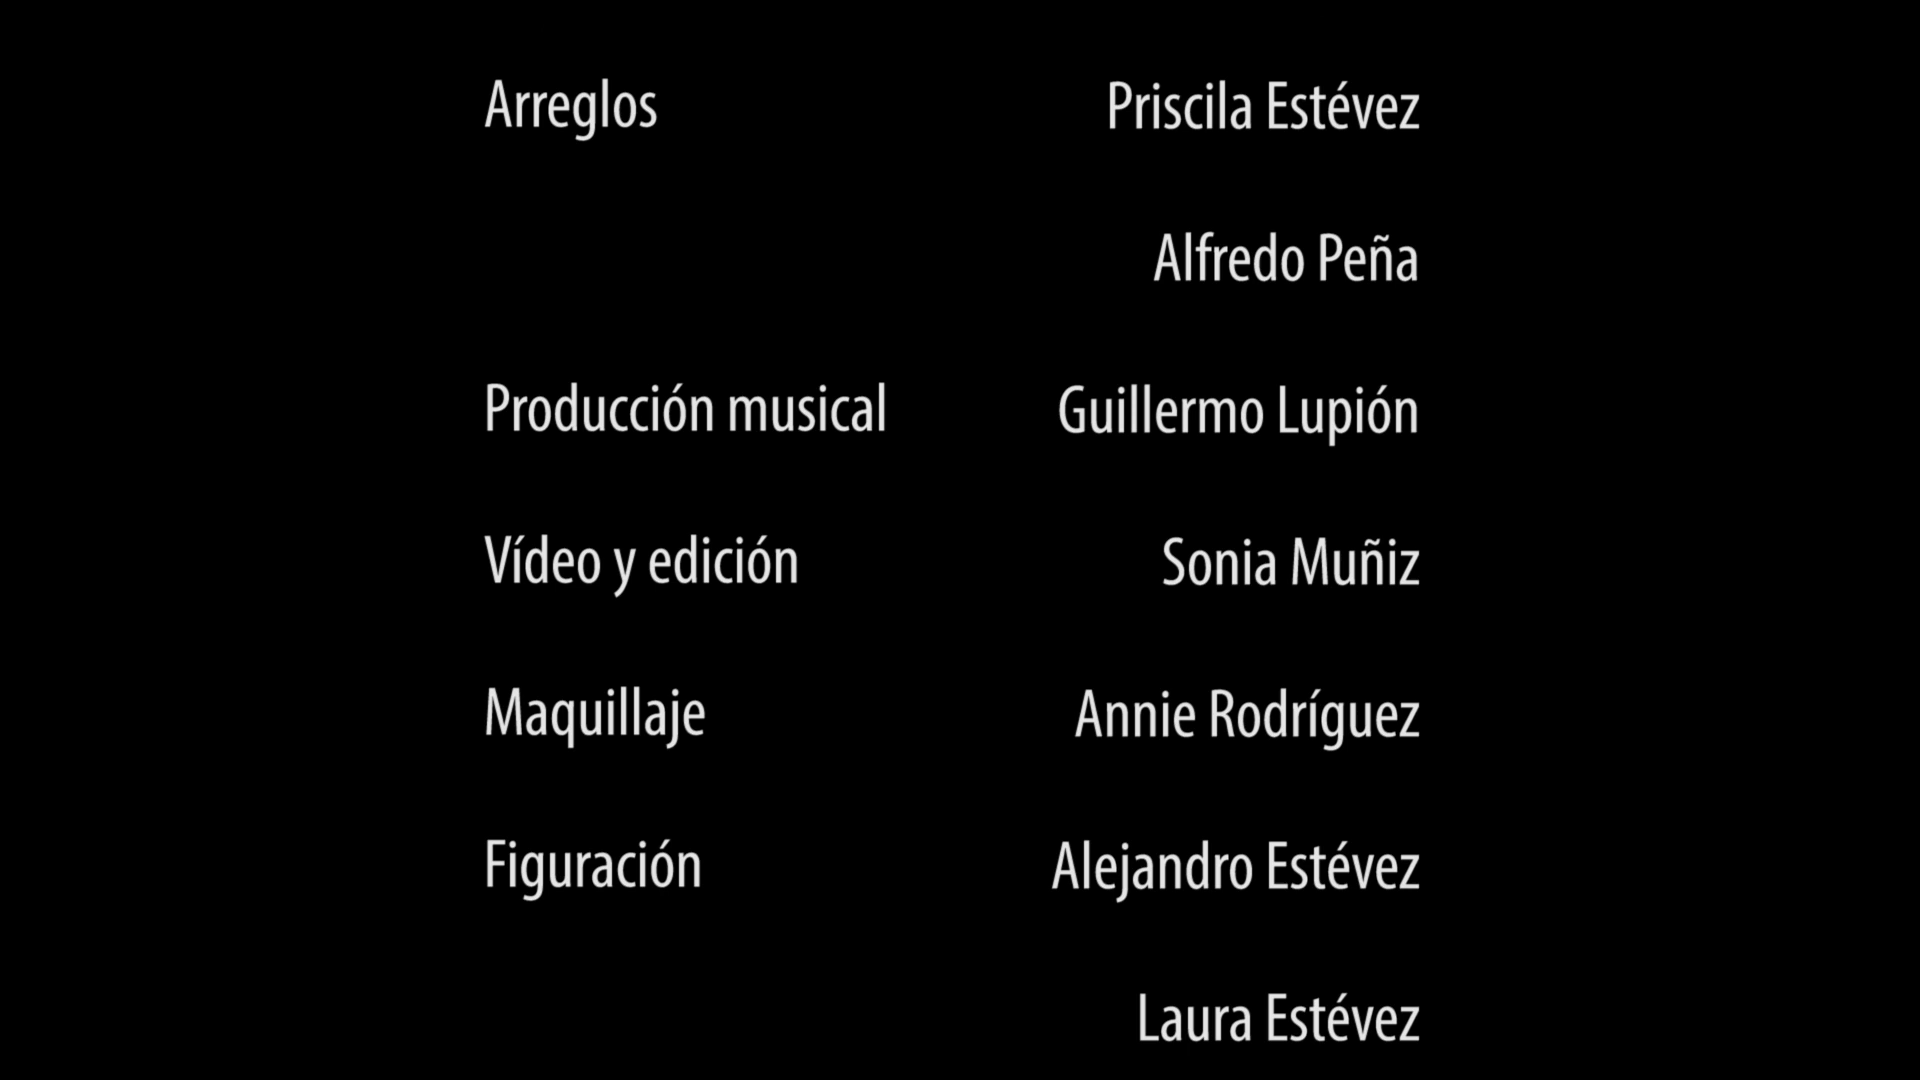 Arreglos Priscila Estévez
Alfredo Peña
Producción musical Guillermo Lupión
Vídeo y edición Sonia Muñiz
Maquillaje Annie Rodríguez
Figuración Alejandro Estévez
Laura Estévez